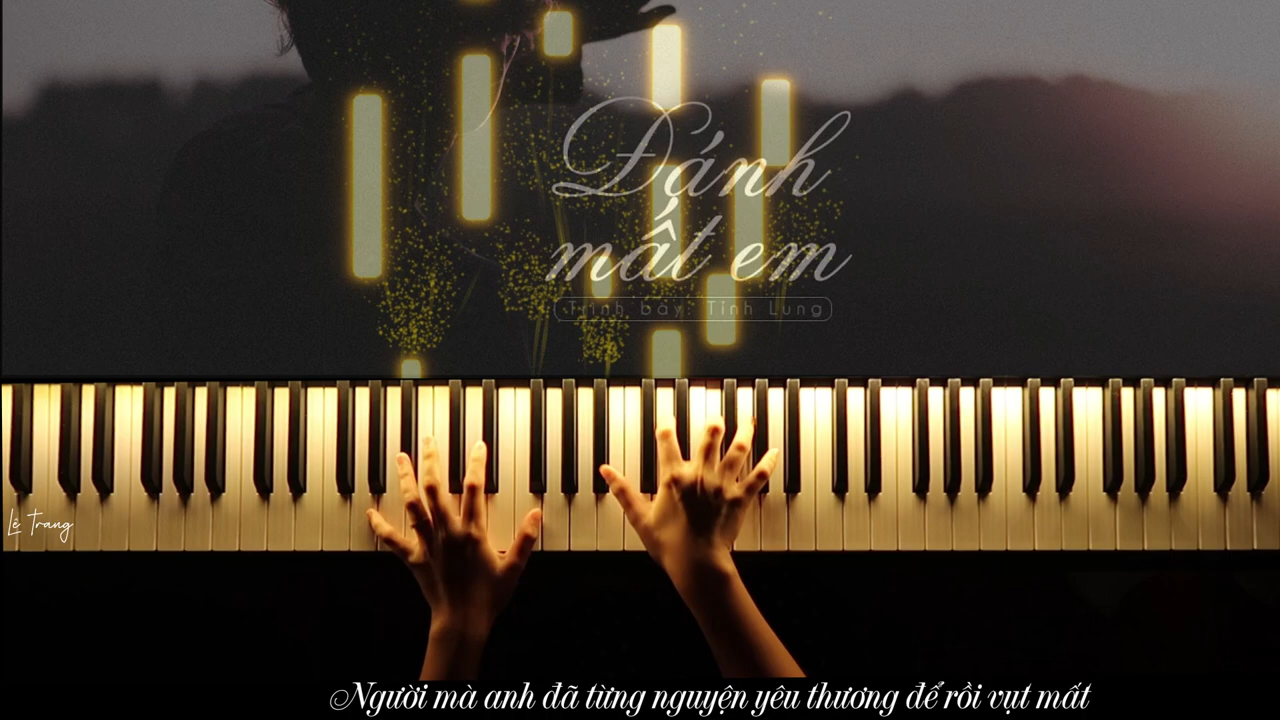 Đánh
mất em
Trình bày: Tình Lung
Lê Trang
Người mà anh đã từng nguyện yêu thương để rồi vụt mất